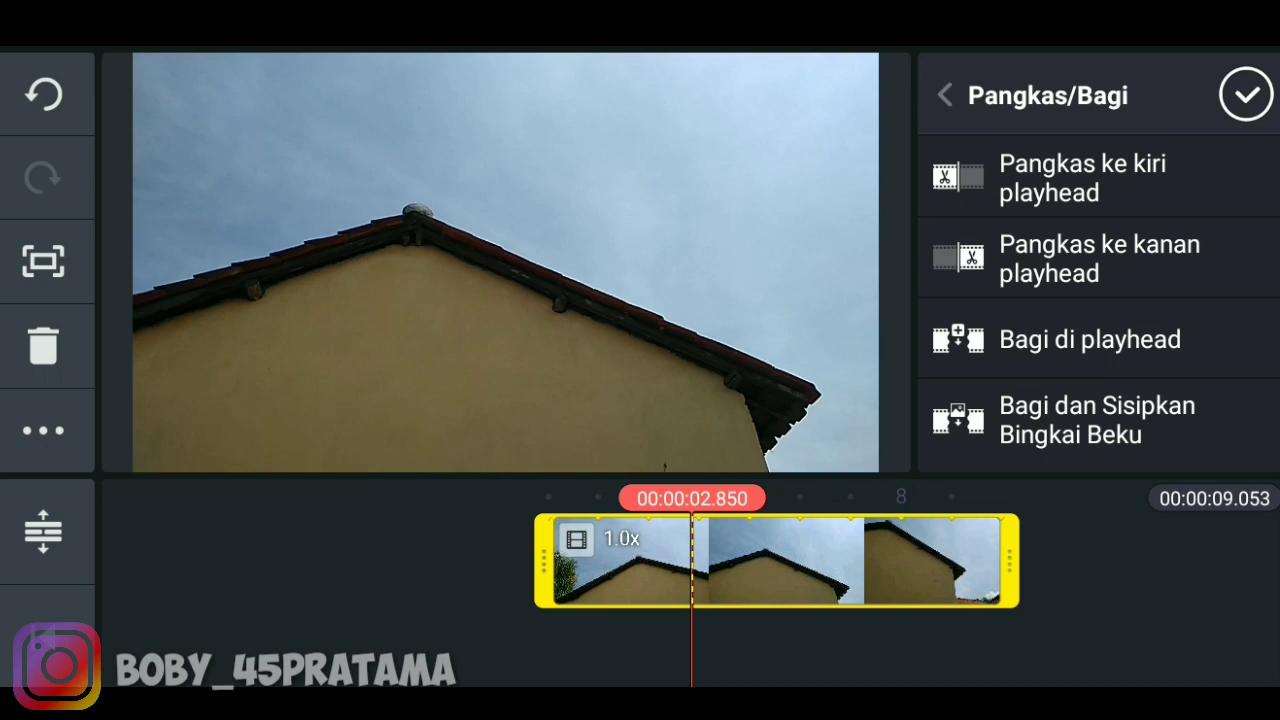 Pangkas/Bagi
Pangkas ke kiri
playhead
Pangkas ke kanan
playhead
Bagi di playhead
Bagi dan Sisipkan
Bingkai Beku
00:00:02.850
8
00:00:09.053
1.0x
BOBY_45PRATAMA